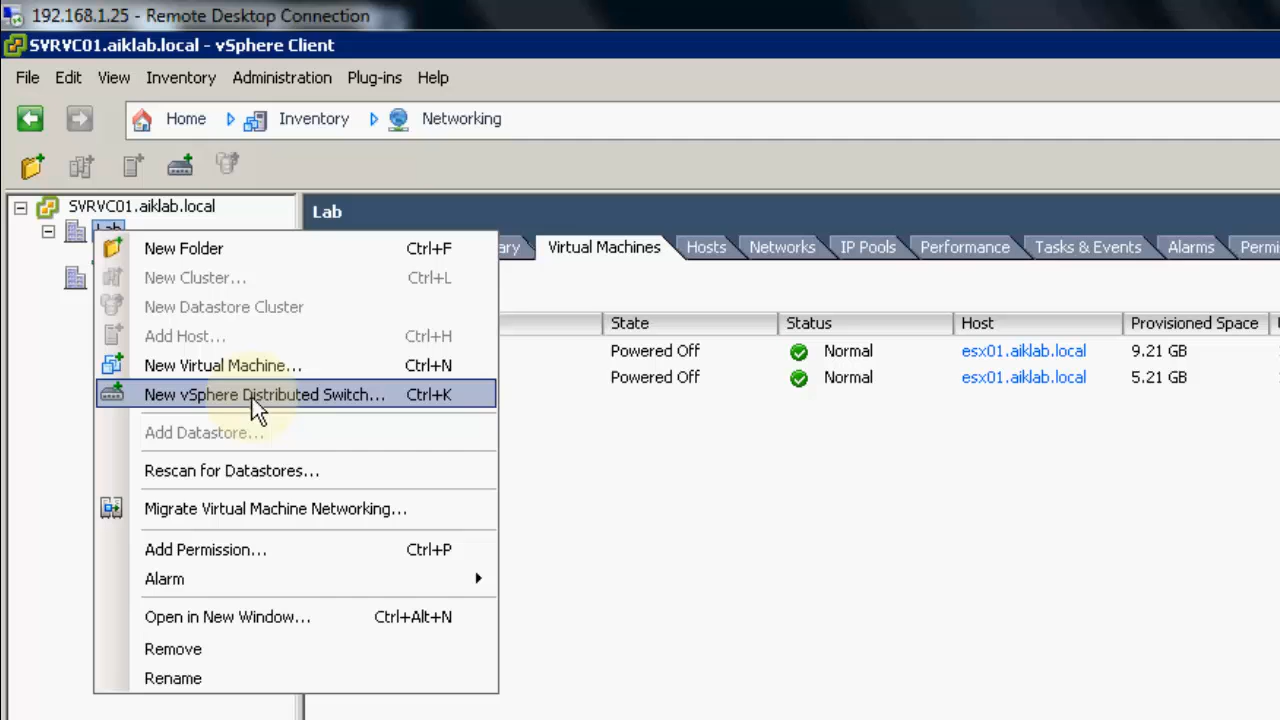 192.168.1.25 - Remote Desktop Connection
SVRVC01.aiklab.local - vSphere Client
File Edit View Inventory Administration Plug-ins Help
Home Inventory Networking
SVRVC01.aiklab.local
Lab
Lab
Virtual Machines Hosts Networks IP Pools Performance Tasks & Events Alarms
New Folder Ctrl+F
New Cluster... Ctrl+L
New Datastore Cluster
Add Host... Ctrl+H
New Virtual Machine... Ctrl+N
New vSphere Distributed Switch... Ctrl+K
Add Datastore...
Rescan for Datastores...
Migrate Virtual Machine Networking...
Add Permission... Ctrl+P
Alarm
Open in New Window... Ctrl+Alt+N
Remove
Rename
State Status Host Provisioned Space
Powered Off Normal esx01.aiklab.local 9.21 GB
Powered Off Normal esx01.aiklab.local 5.21 GB